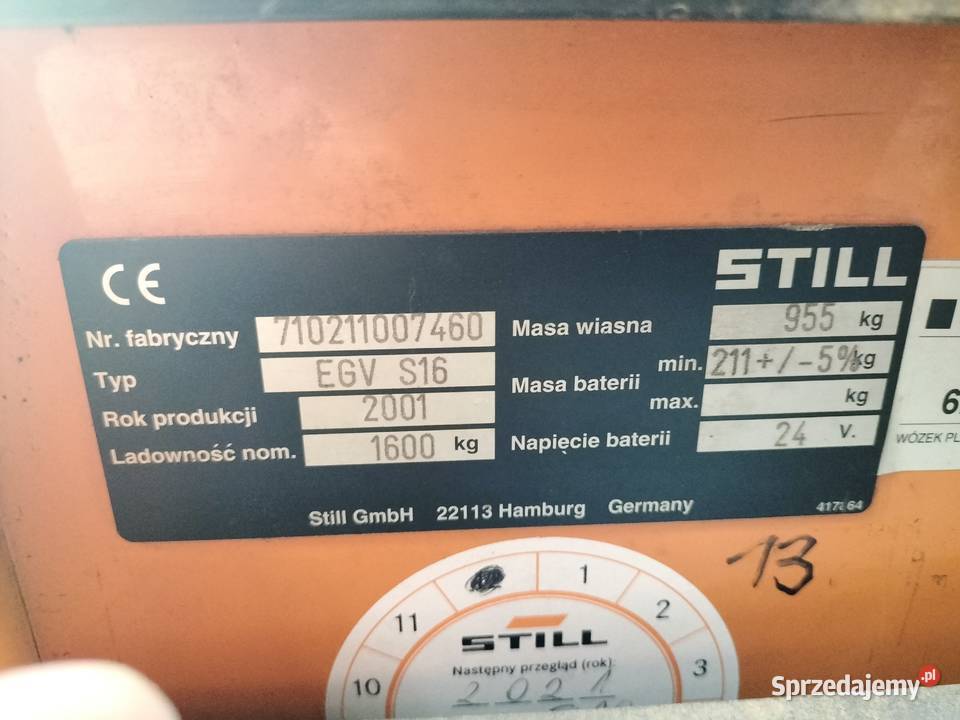 CE
STILL
Nr. fabryczny 710211007460
Typ EGV S16
Rok produkcji 2001
Ladowność nom. 1600 kg
Masa wiasna 955 kg
Masa baterii min. 211+/-5% kg
max. kg
Napięcie baterii 24 V.
Still GmbH 22113 Hamburg Germany
WÓZEK PL
13
10 11 1 2 3
STILL
Następny przegląd (rok):
2021
Sprzedajemy.pl